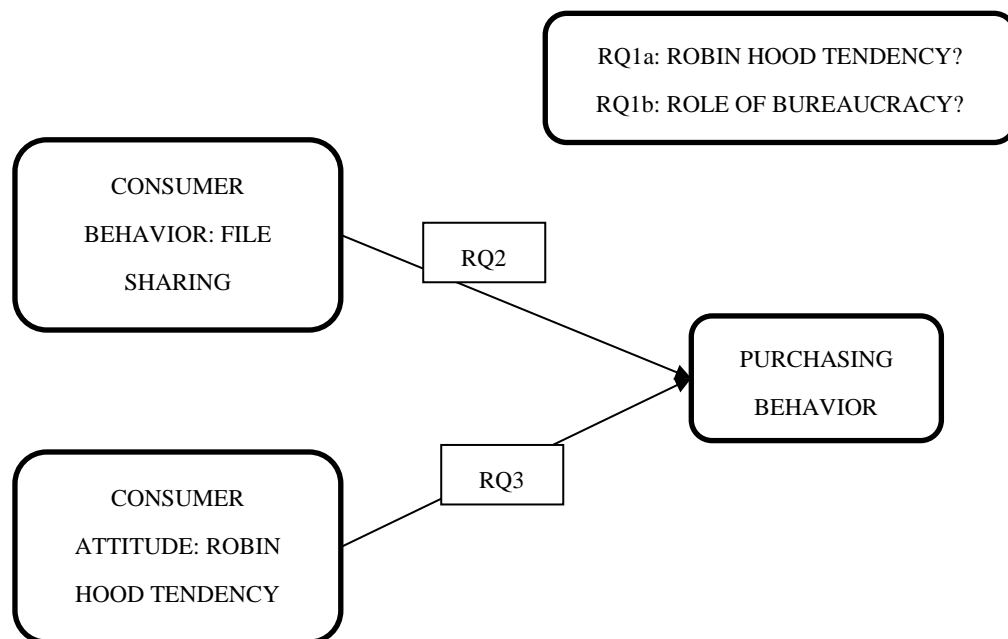 RQ1a: ROBIN HOOD TENDENCY?
RQ1b: ROLE OF BUREAUCRACY?
CONSUMER
BEHAVIOR: FILE
SHARING
RQ2
PURCHASING
BEHAVIOR
RQ3
CONSUMER
ATTITUDE: ROBIN
HOOD TENDENCY